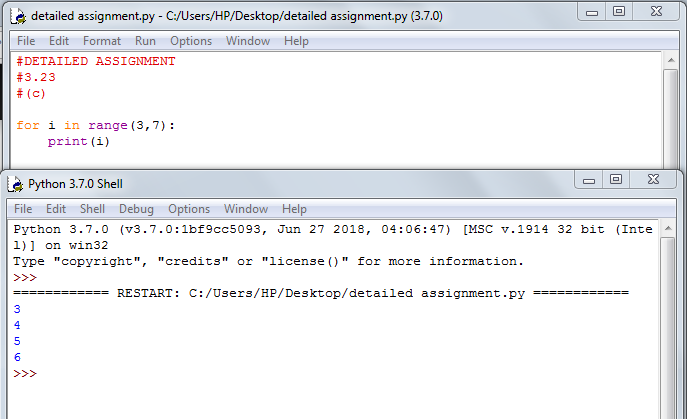 detailed assignment.py - C:/Users/HP/Desktop/detailed assignment.py (3.7.0)
File Edit Format Run Options Window Help
#DETAILED ASSIGNMENT
#3.23
#(c)
for i in range(3,7):
    print(i)
Python 3.7.0 Shell
File Edit Shell Debug Options Window Help
Python 3.7.0 (v3.7.0:1bf9cc5093, Jun 27 2018, 04:06:47) [MSC v.1914 32 bit (Inte
l)] on win32
Type "copyright", "credits" or "license()" for more information.
>>>
============ RESTART: C:/Users/HP/Desktop/detailed assignment.py ============
3
4
5
6
>>>